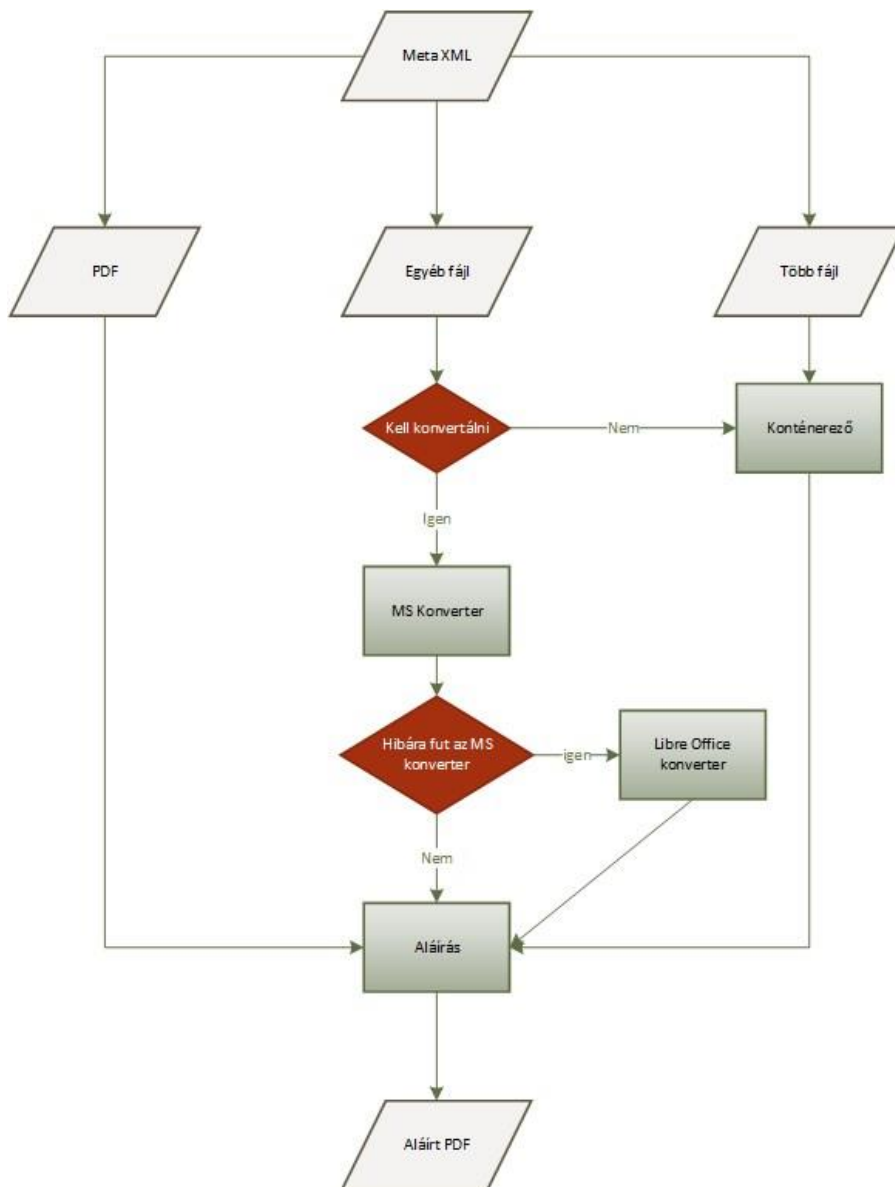 Meta XML
PDF
Egyéb fájl
Több fájl
Kell konvertálni
Nem
Konténerező
Igen
MS Konverter
Hibára fut az MS
konverter
igen
Libre Office
konverter
Nem
Aláírás
Aláírt PDF